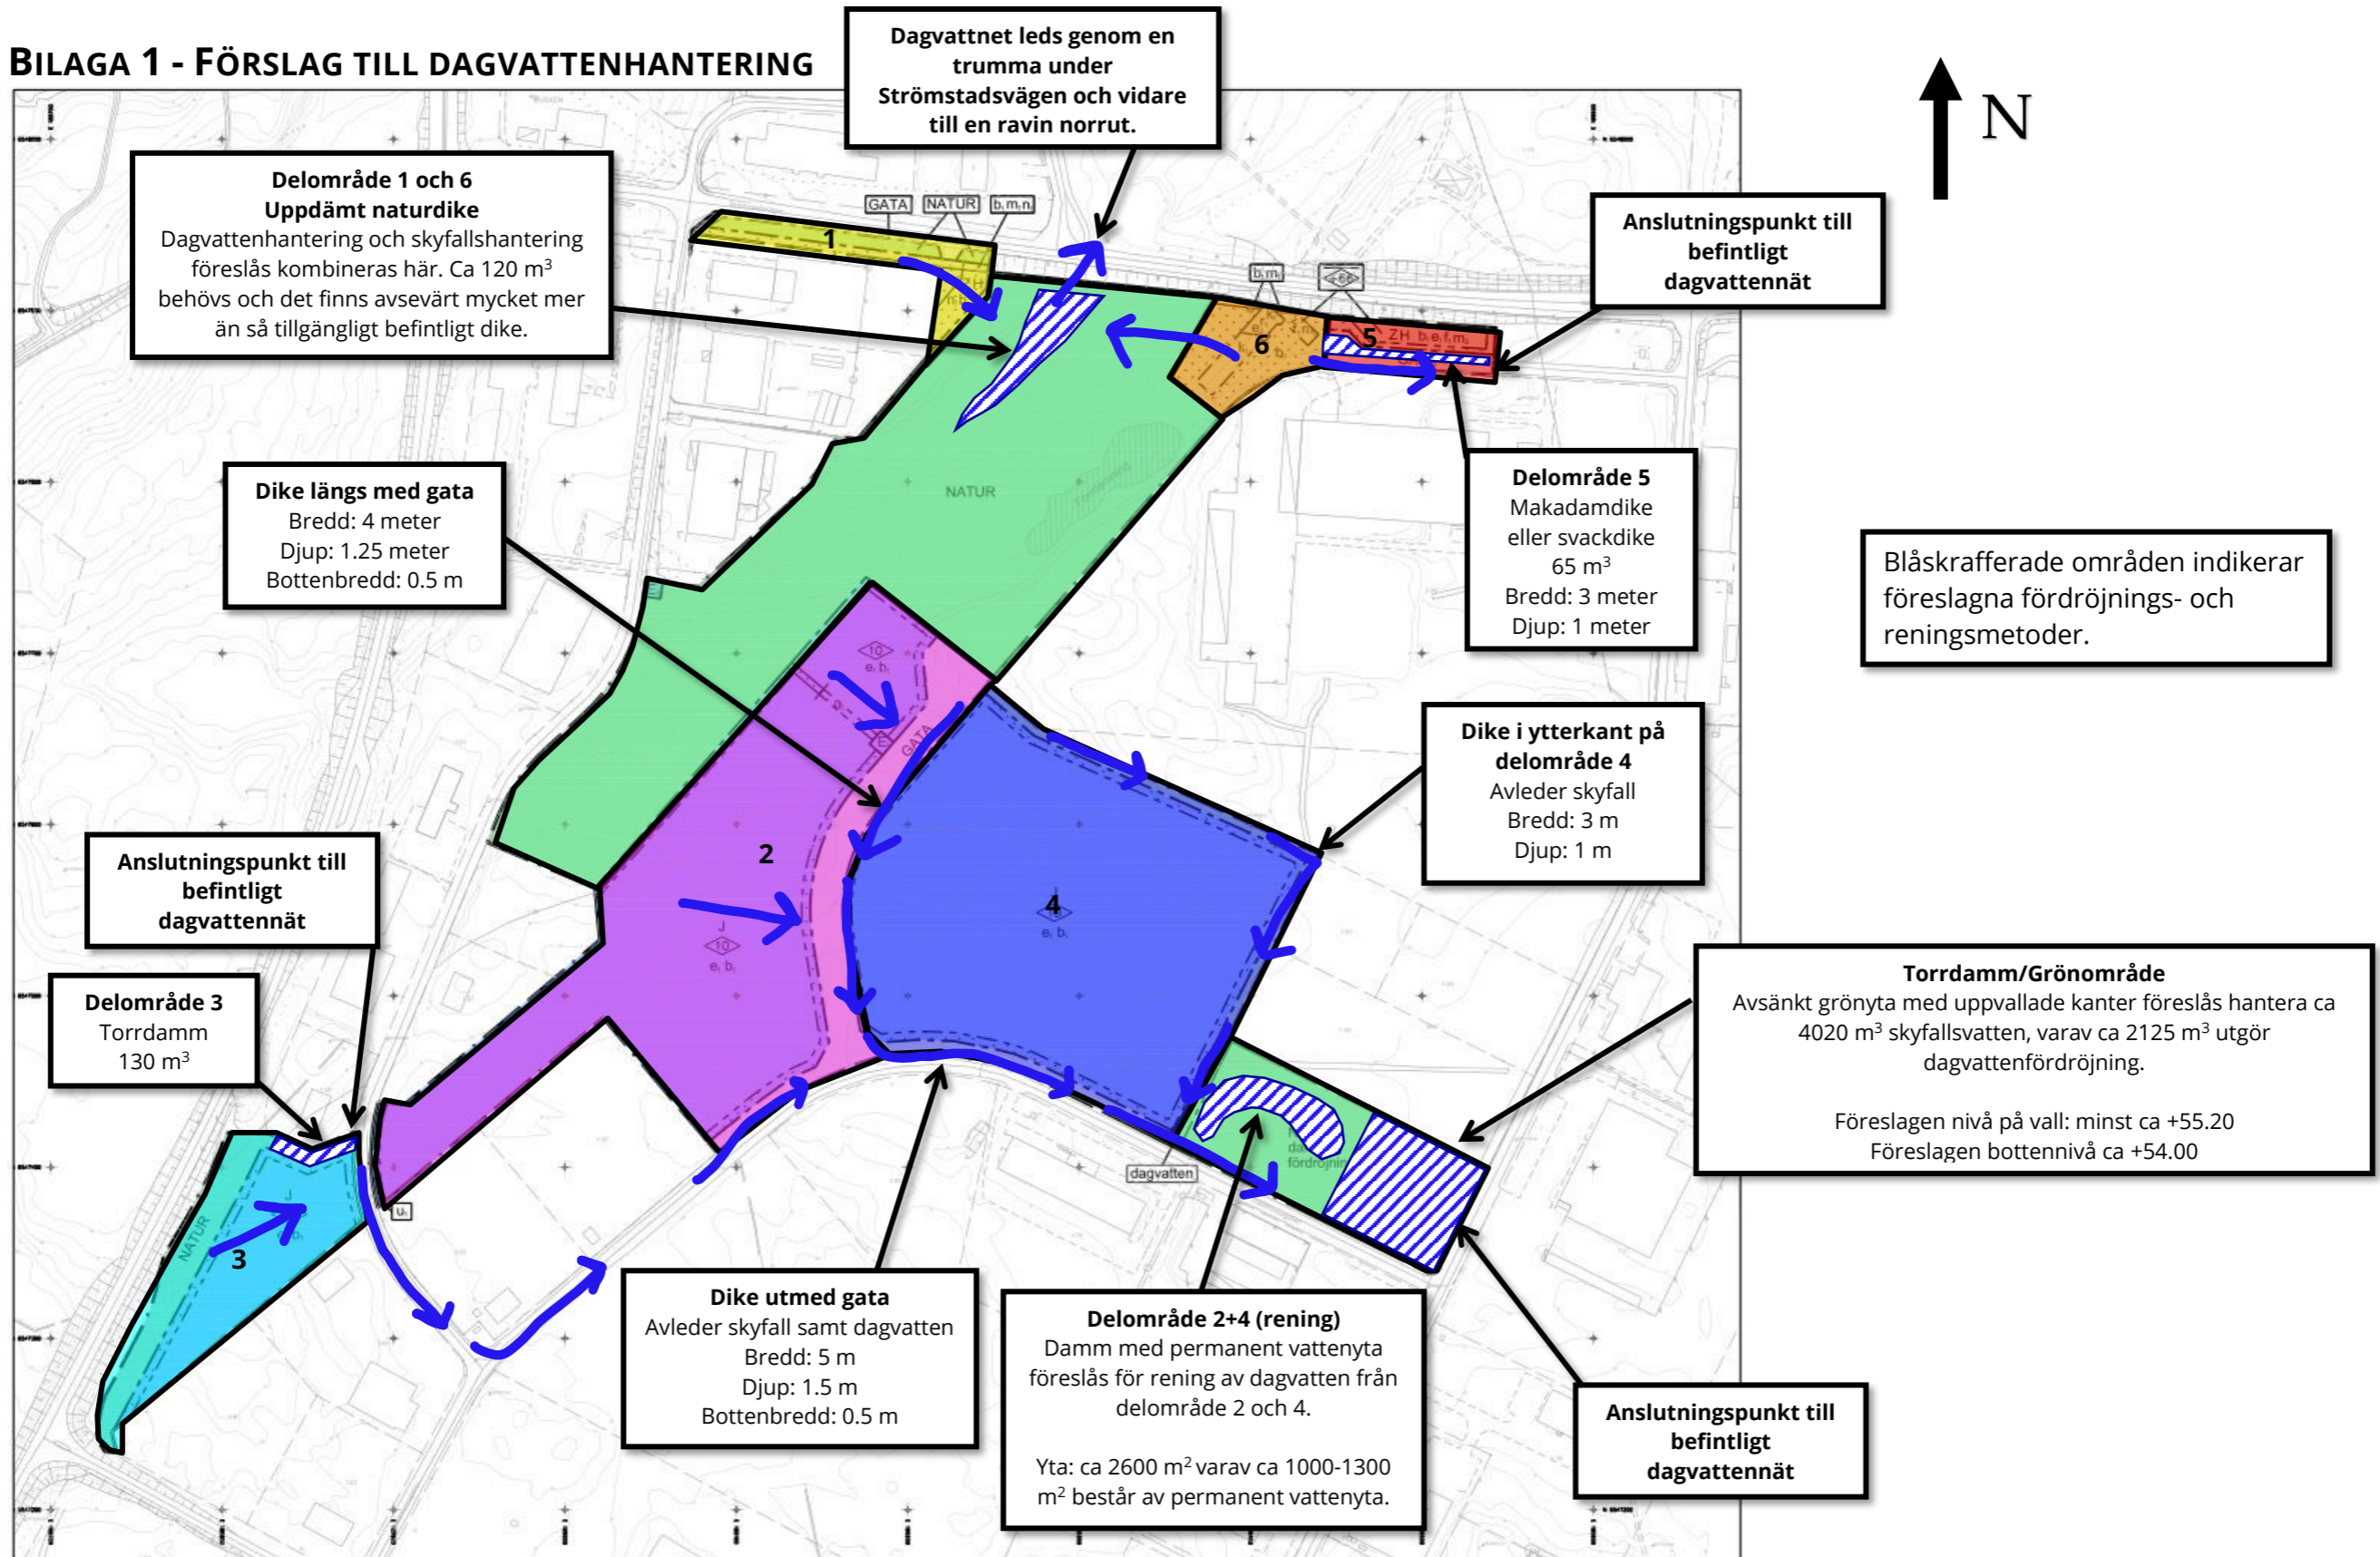 BILAGA 1 - FÖRSLAG TILL DAGVATTENHANTERING
Dagvattnet leds genom en
trumma under
Strömstadsvägen och vidare
till en ravin norrut.
N
Delområde 1 och 6
Uppdämt naturdike
Dagvattenhantering och skyfallshantering
föreslås kombineras här. Ca 120 m³
behövs och det finns avsevärt mycket mer
än så tillgängligt befintligt dike.
Anslutningspunkt till
befintligt
dagvattennät
GATA
NATUR
1
6
5
Dike längs med gata
Bredd: 4 meter
Djup: 1.25 meter
Bottenbredd: 0.5 m
NATUR
Delområde 5
Makadamdike
eller svackdike
65 m³
Bredd: 3 meter
Djup: 1 meter
Blåskrafferade områden indikerar
föreslagna fördröjnings- och
reningsmetoder.
10
GATA
Dike i ytterkant på
delområde 4
Avleder skyfall
Bredd: 3 m
Djup: 1 m
2
4
J
10
Anslutningspunkt till
befintligt
dagvattennät
Delområde 3
Torrdamm
130 m³
Torrdamm/Grönområde
Avsänkt grönyta med uppvallade kanter föreslås hantera ca
4020 m³ skyfallsvatten, varav ca 2125 m³ utgör
dagvattenfördröjning.
Föreslagen nivå på vall: minst ca +55.20
Föreslagen bottennivå ca +54.00
fördröjning
dagvatten
NATUR
3
Dike utmed gata
Avleder skyfall samt dagvatten
Bredd: 5 m
Djup: 1.5 m
Bottenbredd: 0.5 m
Delområde 2+4 (rening)
Damm med permanent vattenyta
föreslås för rening av dagvatten från
delområde 2 och 4.
Yta: ca 2600 m² varav ca 1000-1300
m² består av permanent vattenyta.
Anslutningspunkt till
befintligt
dagvattennät